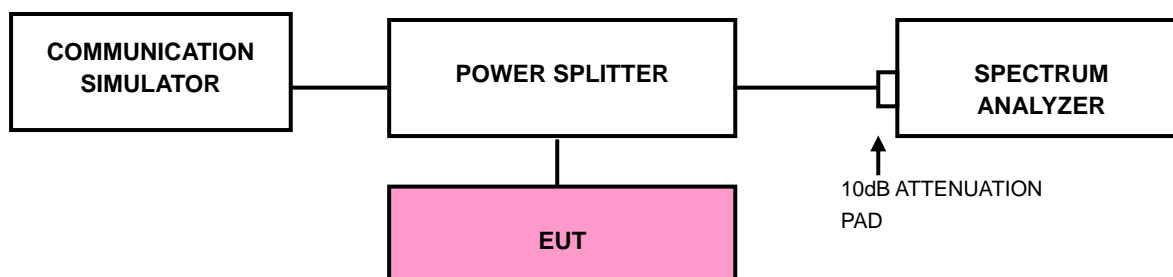 COMMUNICATION
SIMULATOR
POWER SPLITTER
SPECTRUM
ANALYZER
10dB ATTENUATION
PAD
EUT